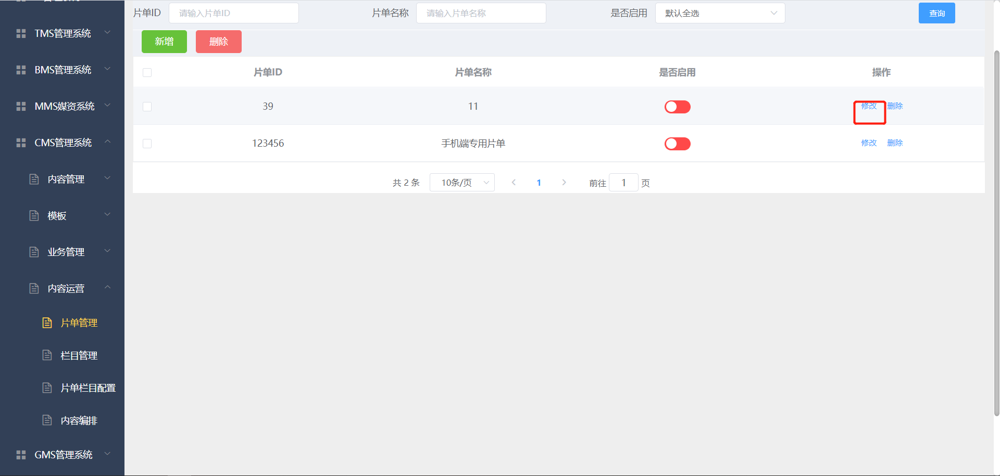 TMS管理系统
BMS管理系统
MMS媒资系统
CMS管理系统
内容管理
模板
业务管理
内容运营
片单管理
栏目管理
片单栏目配置
内容编排
GMS管理系统
片单ID 请输入片单ID 片单名称 请输入片单名称 是否启用 默认全选 查询
新增 删除
片单ID 片单名称 是否启用 操作
39 11 修改 删除
123456 手机端专用片单 修改 删除
共 2 条 10条/页 1 前往 1 页